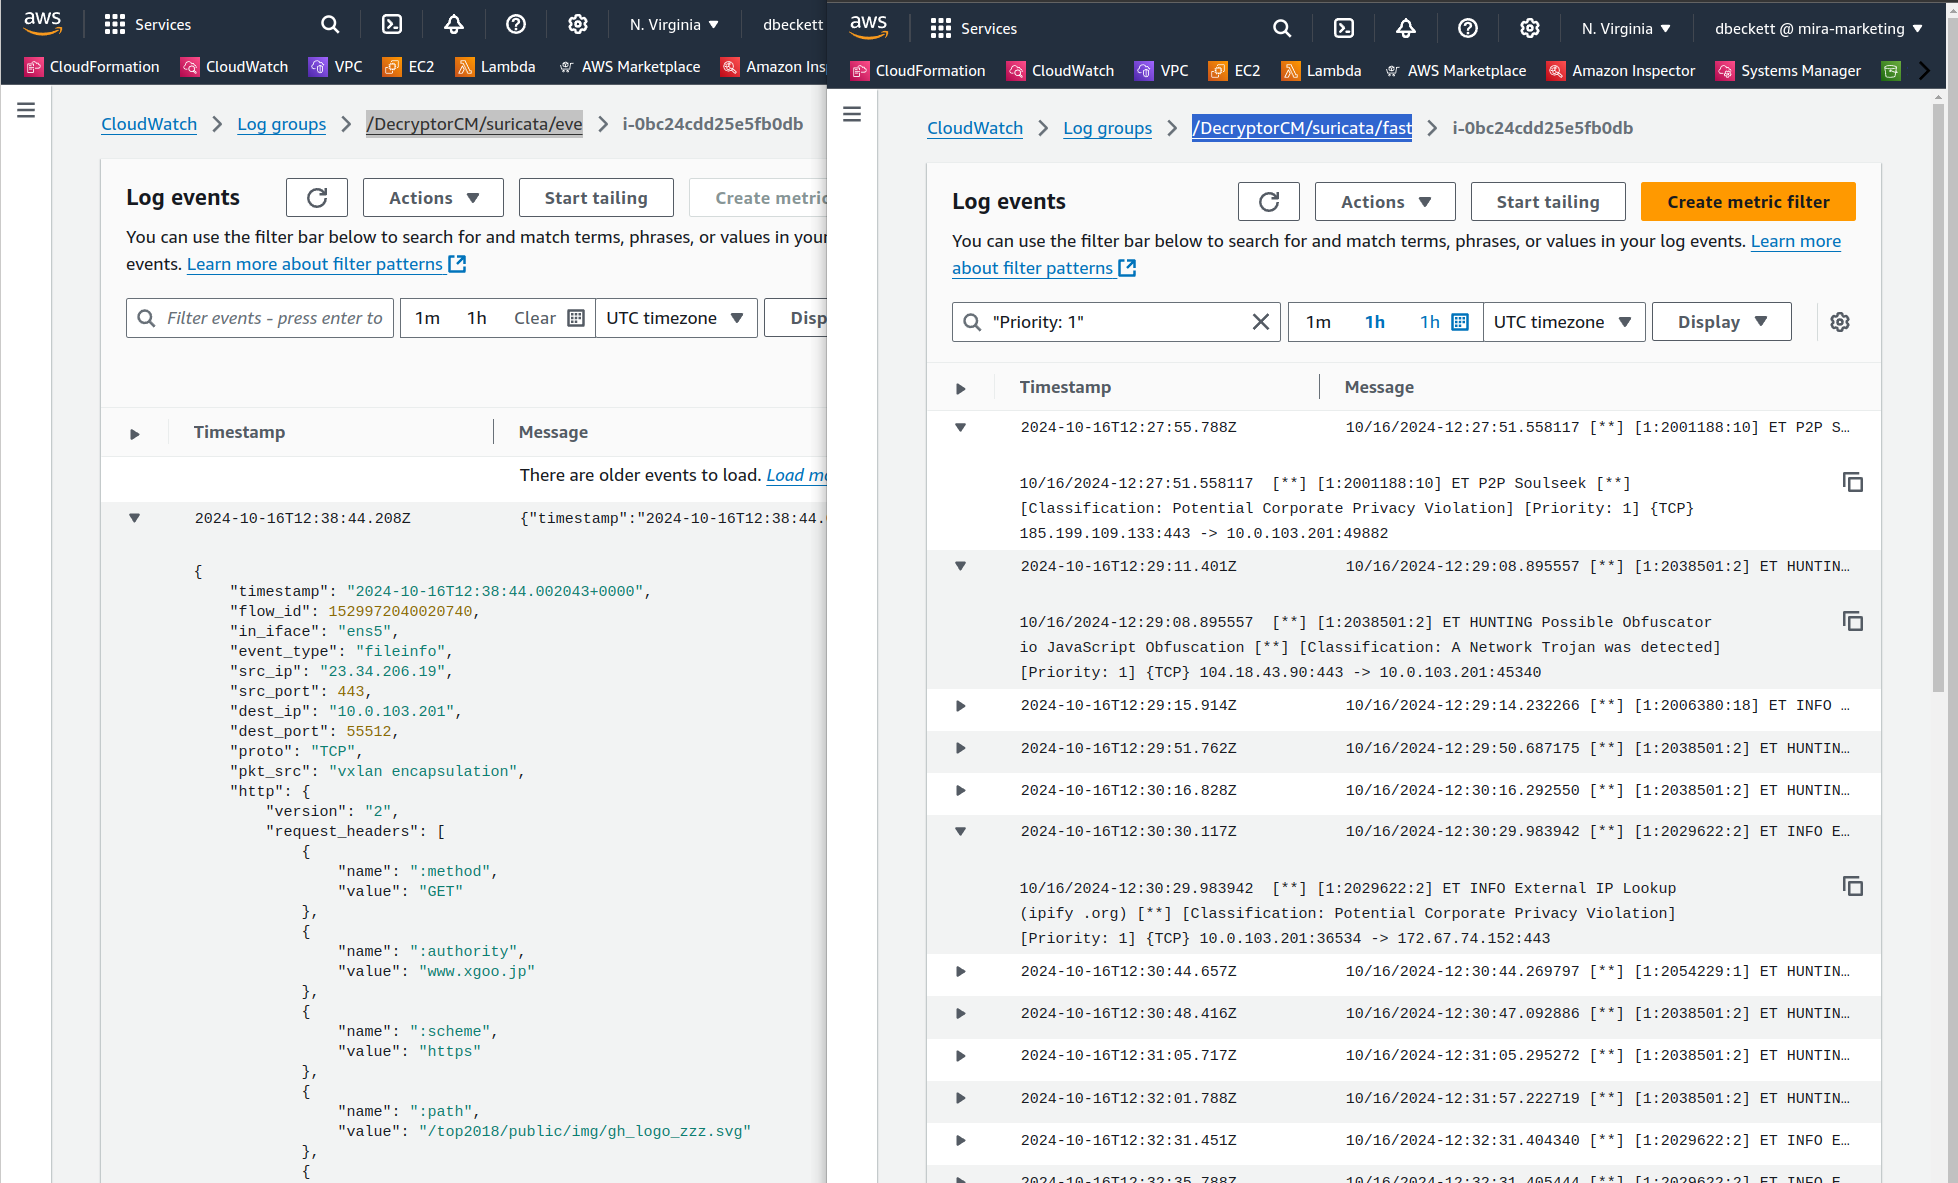 aws
Services
N. Virginia
dbeckett
CloudFormation
CloudWatch
VPC
EC2
Lambda
AWS Marketplace
Amazon Ins
CloudWatch
Log groups
/DecryptorCM/suricata/eve
i-0bc24cdd25e5fb0db
Log events
Actions
Start tailing
Create metric
You can use the filter bar below to search for and match terms, phrases, or values in your
events. Learn more about filter patterns
Filter events - press enter to
1m
1h
Clear
UTC timezone
Disp
Timestamp
Message
There are older events to load. Load mo
2024-10-16T12:38:44.208Z
{"timestamp":"2024-10-16T12:38:44.
{
"timestamp": "2024-10-16T12:38:44.002043+0000",
"flow_id": 1529972040020740,
"in_iface": "ens5",
"event_type": "fileinfo",
"src_ip": "23.34.206.19",
"src_port": 443,
"dest_ip": "10.0.103.201",
"dest_port": 55512,
"proto": "TCP",
"pkt_src": "vxlan encapsulation",
"http": {
"version": "2",
"request_headers": [
{
"name": ":method",
"value": "GET"
},
{
"name": ":authority",
"value": "www.xgoo.jp"
},
{
"name": ":scheme",
"value": "https"
},
{
"name": ":path",
"value": "/top2018/public/img/gh_logo_zzz.svg"
},
{
aws
Services
N. Virginia
dbeckett @ mira-marketing
CloudFormation
CloudWatch
VPC
EC2
Lambda
AWS Marketplace
Amazon Inspector
Systems Manager
CloudWatch
Log groups
/DecryptorCM/suricata/fast
i-0bc24cdd25e5fb0db
Log events
Actions
Start tailing
Create metric filter
You can use the filter bar below to search for and match terms, phrases, or values in your log events. Learn more
about filter patterns
"Priority: 1"
1m
1h
1h
UTC timezone
Display
Timestamp
Message
2024-10-16T12:27:55.788Z 10/16/2024-12:27:51.558117 [**] [1:2001188:10] ET P2P S…
10/16/2024-12:27:51.558117 [**] [1:2001188:10] ET P2P Soulseek [**]
[Classification: Potential Corporate Privacy Violation] [Priority: 1] {TCP}
185.199.109.133:443 -> 10.0.103.201:49882
2024-10-16T12:29:11.401Z 10/16/2024-12:29:08.895557 [**] [1:2038501:2] ET HUNTIN…
10/16/2024-12:29:08.895557 [**] [1:2038501:2] ET HUNTING Possible Obfuscator
io JavaScript Obfuscation [**] [Classification: A Network Trojan was detected]
[Priority: 1] {TCP} 104.18.43.90:443 -> 10.0.103.201:45340
2024-10-16T12:29:15.914Z 10/16/2024-12:29:14.232266 [**] [1:2006380:18] ET INFO …
2024-10-16T12:29:51.762Z 10/16/2024-12:29:50.687175 [**] [1:2038501:2] ET HUNTIN…
2024-10-16T12:30:16.828Z 10/16/2024-12:30:16.292550 [**] [1:2038501:2] ET HUNTIN…
2024-10-16T12:30:30.117Z 10/16/2024-12:30:29.983942 [**] [1:2029622:2] ET INFO E…
10/16/2024-12:30:29.983942 [**] [1:2029622:2] ET INFO External IP Lookup
(ipify .org) [**] [Classification: Potential Corporate Privacy Violation]
[Priority: 1] {TCP} 10.0.103.201:36534 -> 172.67.74.152:443
2024-10-16T12:30:44.657Z 10/16/2024-12:30:44.269797 [**] [1:2054229:1] ET HUNTIN…
2024-10-16T12:30:48.416Z 10/16/2024-12:30:47.092886 [**] [1:2038501:2] ET HUNTIN…
2024-10-16T12:31:05.717Z 10/16/2024-12:31:05.295272 [**] [1:2038501:2] ET HUNTIN…
2024-10-16T12:32:01.788Z 10/16/2024-12:31:57.222719 [**] [1:2038501:2] ET HUNTIN…
2024-10-16T12:32:31.451Z 10/16/2024-12:32:31.404340 [**] [1:2029622:2] ET INFO E…
2024-10-16T12:32:35.788Z 10/16/2024-12:32:31.405444 [**] [1:2029622:2] ET INFO E…